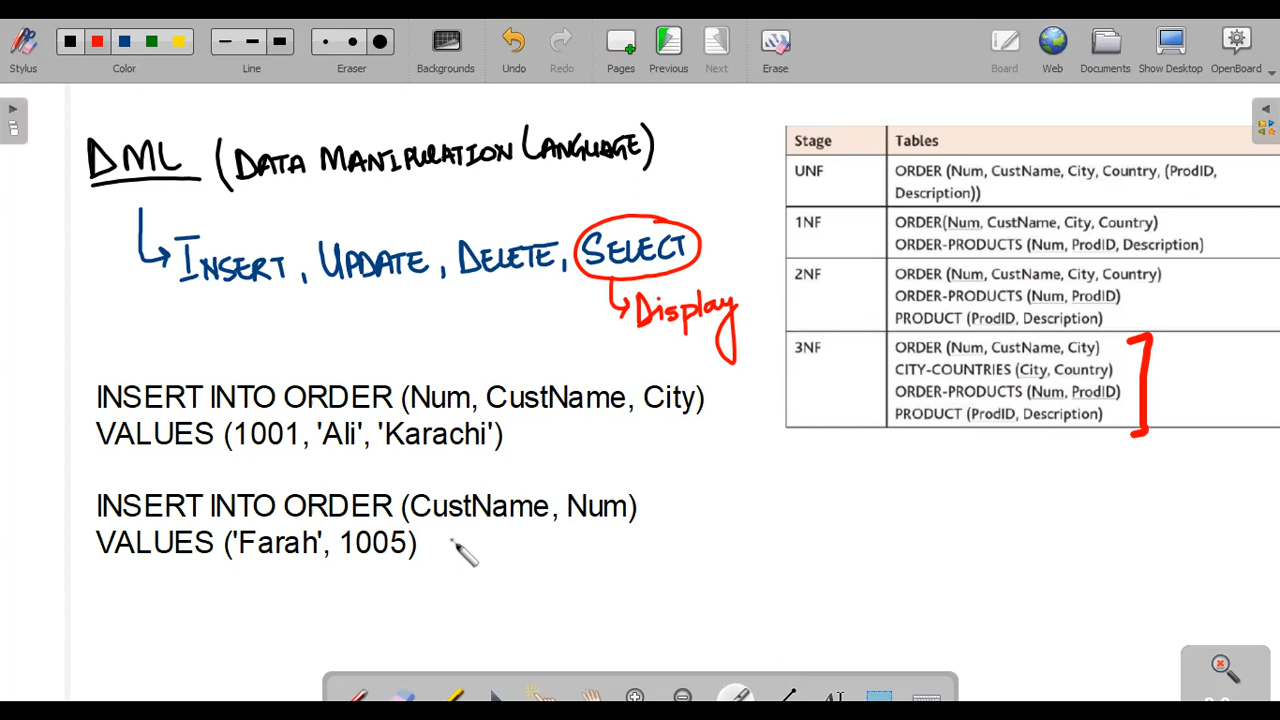 Stylus
Color
Line
Eraser
Backgrounds
Undo
Redo
Pages
Previous
Next
Erase
Board
Web
Documents
Show Desktop
OpenBoard
DML (DATA MANIPULATION LANGUAGE)
INSERT, UPDATE, DELETE, SELECT
Display
INSERT INTO ORDER (Num, CustName, City)
VALUES (1001, 'Ali', 'Karachi')
INSERT INTO ORDER (CustName, Num)
VALUES ('Farah', 1005)
Stage Tables
UNF ORDER (Num, CustName, City, Country, (ProdID,
Description))
1NF ORDER(Num, CustName, City, Country)
ORDER-PRODUCTS (Num, ProdID, Description)
2NF ORDER (Num, CustName, City, Country)
ORDER-PRODUCTS (Num, ProdID)
PRODUCT (ProdID, Description)
3NF ORDER (Num, CustName, City)
CITY-COUNTRIES (City, Country)
ORDER-PRODUCTS (Num, ProdID)
PRODUCT (ProdID, Description)